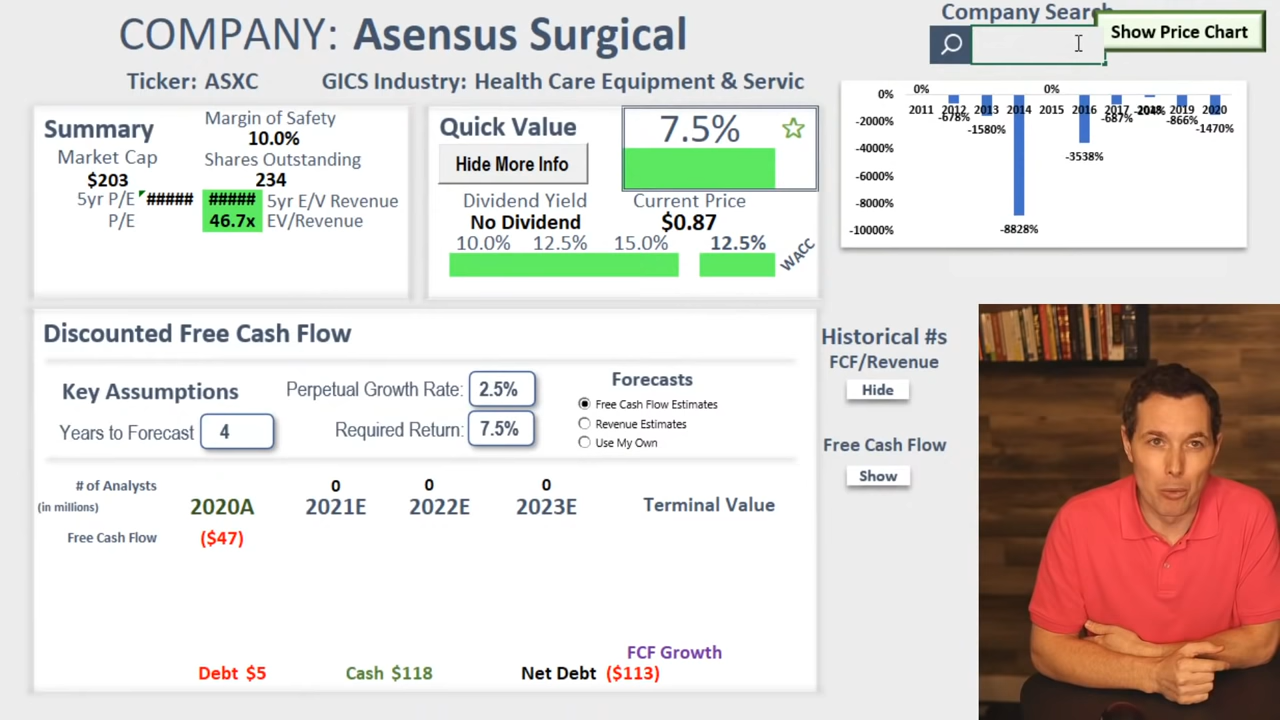 COMPANY: Asensus Surgical
Ticker: ASXC
GICS Industry: Health Care Equipment & Servic
Company Search
Show Price Chart
Summary
Margin of Safety
10.0%
Market Cap
$203
Shares Outstanding
234
5yr P/E ##### ##### 5yr E/V Revenue
P/E 46.7x EV/Revenue
Quick Value
7.5%
Hide More Info
Dividend Yield
No Dividend
Current Price
$0.87
10.0% 12.5% 15.0% 12.5% WACC
0%
-2000%
-4000%
-6000%
-8000%
-10000%
0% 0%
2011 2012 2013 2014 2015 2016 2017 2018 2019 2020
-678%
-1580%
-8828%
-3538%
-687%
-866%
-1470%
Discounted Free Cash Flow
Key Assumptions
Years to Forecast 4
Perpetual Growth Rate: 2.5%
Required Return: 7.5%
Forecasts
Free Cash Flow Estimates
Revenue Estimates
Use My Own
Historical #s
FCF/Revenue
Hide
Free Cash Flow
Show
# of Analysts 0 0 0
(in millions) 2020A 2021E 2022E 2023E Terminal Value
Free Cash Flow ($47)
FCF Growth
Debt $5 Cash $118 Net Debt ($113)